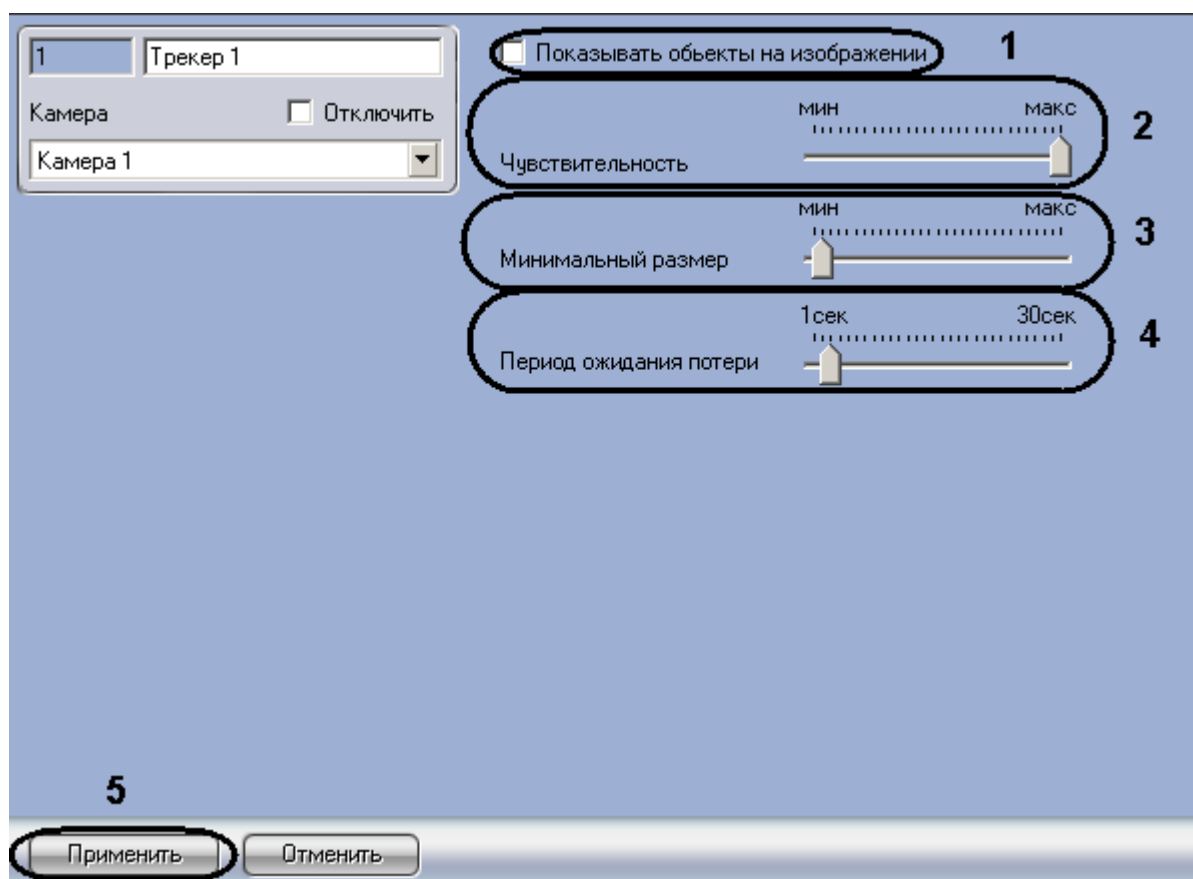 1 Трекер 1
Камера Отключить
Камера 1
Показывать обьекты на изображении 1
мин макс
Чувствительность 2
мин макс
Минимальный размер 3
1сек 30сек
Период ожидания потери 4
5
Применить Отменить